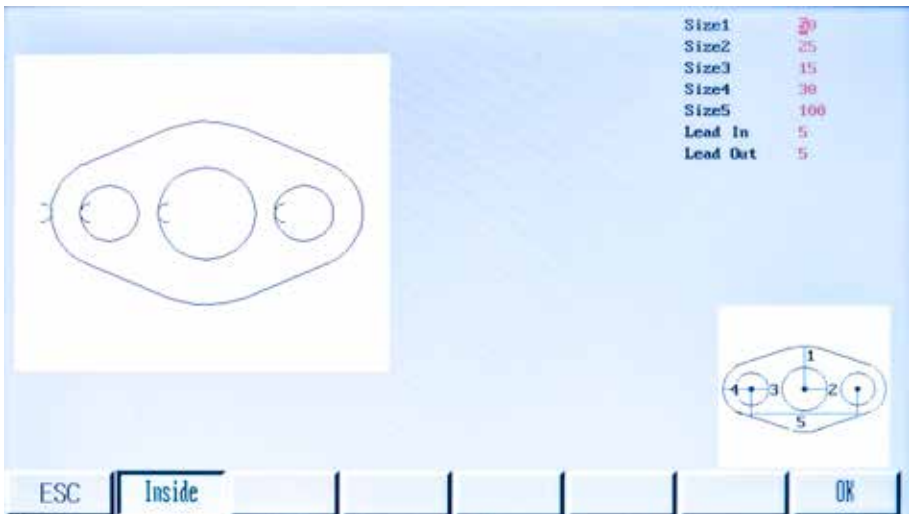 Size1
Size2 25
Size3 15
Size4 30
Size5 100
Lead In 5
Lead Out 5
1
4 3 2
5
ESC Inside OK